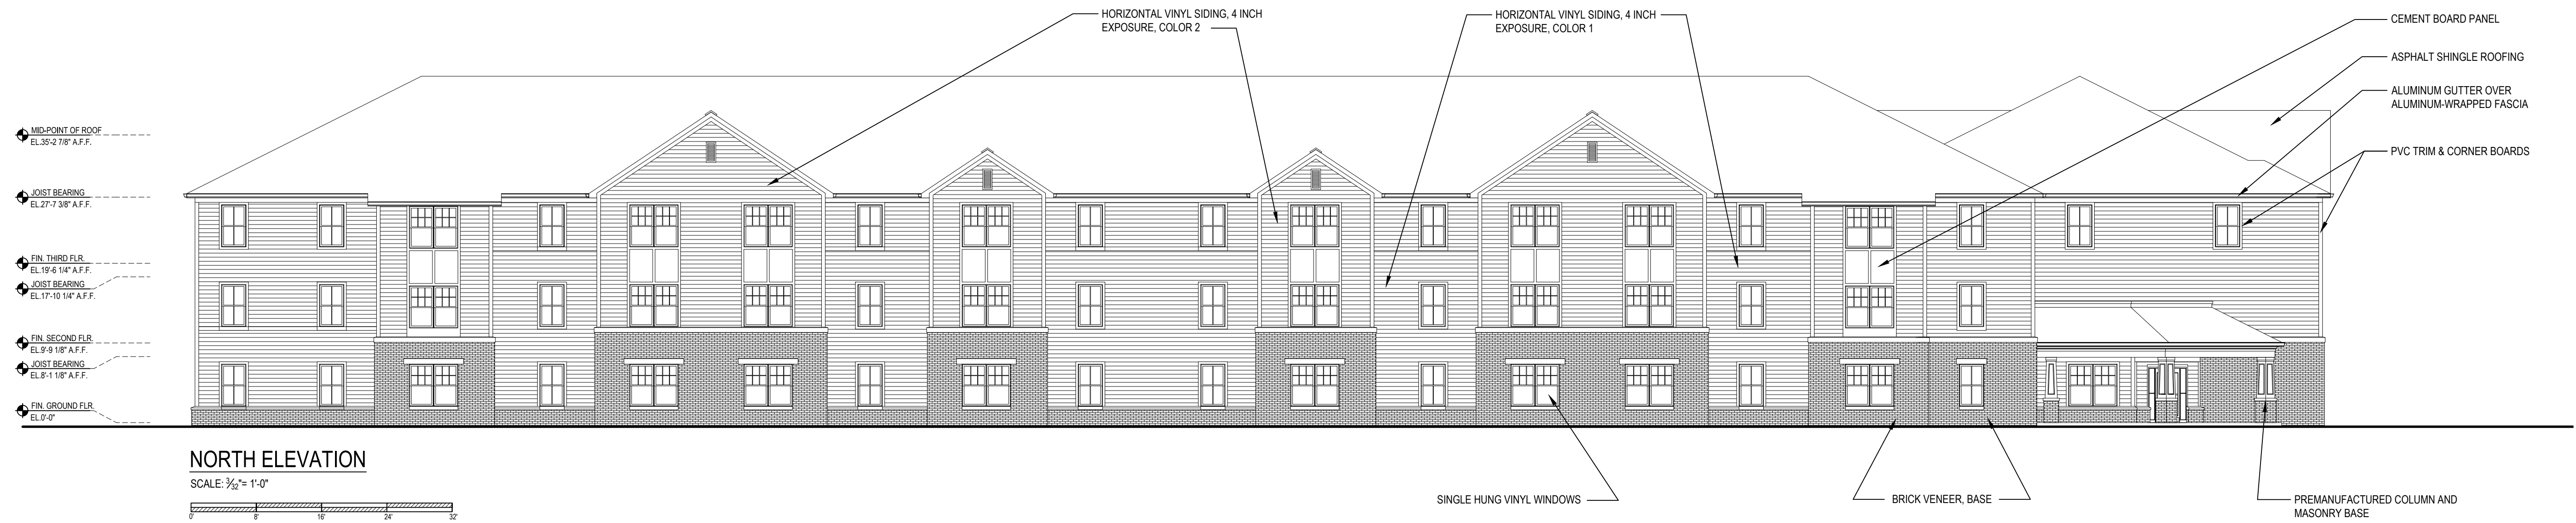 HORIZONTAL VINYL SIDING, 4 INCH
EXPOSURE, COLOR 2
HORIZONTAL VINYL SIDING, 4 INCH
EXPOSURE, COLOR 1
CEMENT BOARD PANEL
ASPHALT SHINGLE ROOFING
ALUMINUM GUTTER OVER
ALUMINUM-WRAPPED FASCIA
PVC TRIM & CORNER BOARDS
MID-POINT OF ROOF
EL.35'-2 7/8" A.F.F.
JOIST BEARING
EL.27'-7 3/8" A.F.F.
FIN. THIRD FLR.
EL.19'-6 1/4" A.F.F.
JOIST BEARING
EL.17'-10 1/4" A.F.F.
FIN. SECOND FLR.
EL.9'-9 1/8" A.F.F.
JOIST BEARING
EL.8'-1 1/8" A.F.F.
FIN. GROUND FLR.
EL.0'-0"
NORTH ELEVATION
SCALE: 3/32"= 1'-0"
0' 8' 16' 24' 32'
SINGLE HUNG VINYL WINDOWS
BRICK VENEER, BASE
PREMANUFACTURED COLUMN AND
MASONRY BASE